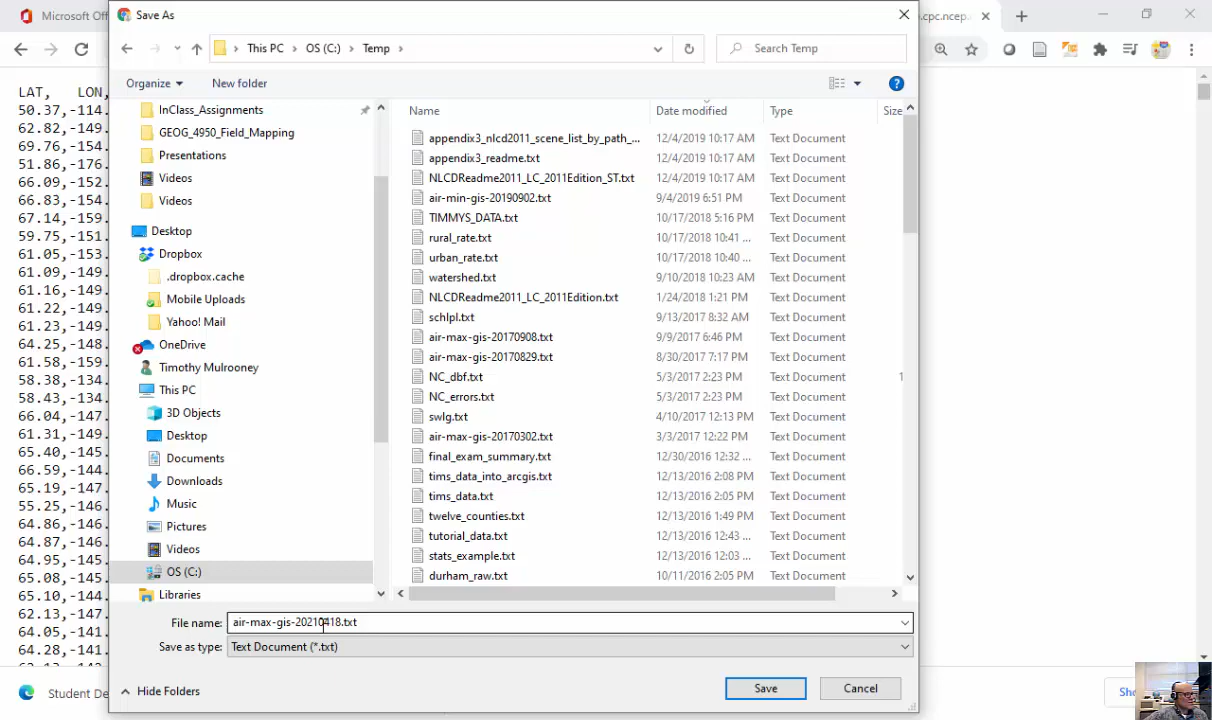 Microsoft Off
Save As
.cpc.ncep.
This PC > OS (C:) > Temp >
Search Temp
Organize
New folder
LAT, LON,
50.37,-114.
62.82,-149.
69.76,-154.
51.86,-176.
66.09,-152.
66.83,-154.
67.14,-159.
59.75,-151.
61.05,-153.
61.09,-149.
61.16,-149.
61.22,-149.
61.23,-149.
64.25,-148.
61.58,-159.
58.38,-134.
58.43,-134.
66.04,-147.
61.31,-149.
65.40,-145.
66.59,-144.
65.19,-147.
55.25,-146.
64.86,-147.
64.87,-146.
64.95,-145.
65.08,-145.
65.10,-144.
62.13,-147.
64.05,-141.
64.28,-141.
InClass_Assignments
GEOG_4950_Field_Mapping
Presentations
Videos
Videos
Desktop
Dropbox
.dropbox.cache
Mobile Uploads
Yahoo! Mail
OneDrive
Timothy Mulrooney
This PC
3D Objects
Desktop
Documents
Downloads
Music
Pictures
Videos
OS (C:)
Libraries
Name Date modified Type Size
appendix3_nlcd2011_scene_list_by_path_... 12/4/2019 10:17 AM Text Document
appendix3_readme.txt 12/4/2019 10:17 AM Text Document
NLCDReadme2011_LC_2011Edition_ST.txt 12/4/2019 10:17 AM Text Document
air-min-gis-20190902.txt 9/4/2019 6:51 PM Text Document
TIMMYS_DATA.txt 10/17/2018 5:16 PM Text Document
rural_rate.txt 10/17/2018 10:41 ... Text Document
urban_rate.txt 10/17/2018 10:40 ... Text Document
watershed.txt 9/10/2018 10:23 AM Text Document
NLCDReadme2011_LC_2011Edition.txt 1/24/2018 1:21 PM Text Document
schlpl.txt 9/13/2017 8:32 AM Text Document
air-max-gis-20170908.txt 9/9/2017 6:46 PM Text Document
air-max-gis-20170829.txt 8/30/2017 7:17 PM Text Document
NC_dbf.txt 5/3/2017 2:23 PM Text Document 1
NC_errors.txt 5/3/2017 2:23 PM Text Document
swlg.txt 4/10/2017 12:13 PM Text Document
air-max-gis-20170302.txt 3/3/2017 12:22 PM Text Document
final_exam_summary.txt 12/30/2016 12:32 ... Text Document
tims_data_into_arcgis.txt 12/13/2016 2:08 PM Text Document
tims_data.txt 12/13/2016 2:05 PM Text Document
twelve_counties.txt 12/13/2016 1:49 PM Text Document
tutorial_data.txt 12/13/2016 12:43 ... Text Document
stats_example.txt 12/13/2016 12:03 ... Text Document
durham_raw.txt 10/11/2016 2:05 PM Text Document
File name: air-max-gis-20210418.txt
Save as type: Text Document (*.txt)
Hide Folders
Save
Cancel
Student De
Sh